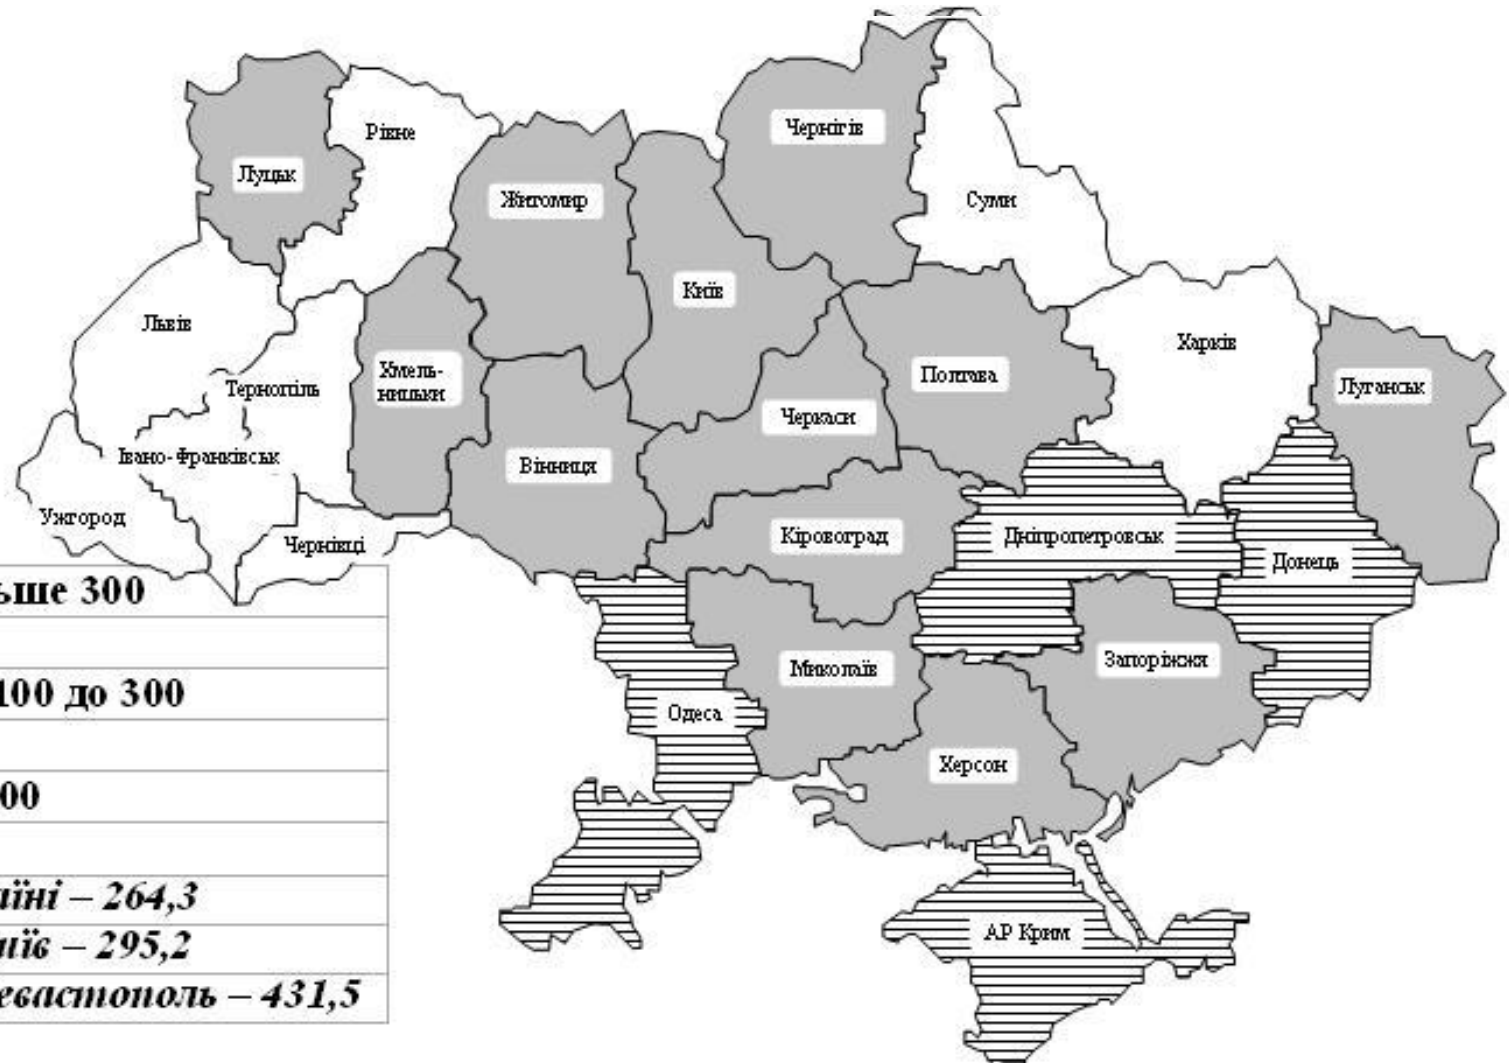 Чернігів
Рівне
Луцьк
Житомир
Суми
Київ
Львів
Харків
Хмель-
ницьки
Тернопіль
Полтава
Луганськ
Черкаси
Івано-Франківськ
Вінниця
Ужгород
Чернівці
Кіровоград
Дніпропетровськ
Донець
Миколаїв
Запоріжжя
Одеса
Херсон
АР Крим
ьше 300
100 до 300
00
аїні – 264,3
иїв – 295,2
евастополь – 431,5